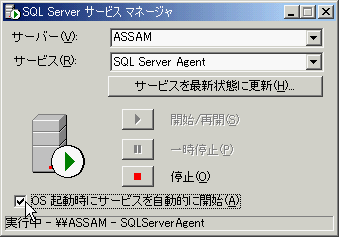 SQL Server サービス マネージャ
サーバー(V): ASSAM
サービス(R): SQL Server Agent
サービスを最新状態に更新(H)...
開始/再開(S)
一時停止(P)
停止(O)
OS 起動時にサービスを自動的に開始(A)
実行中 - \\ASSAM - SQLServerAgent